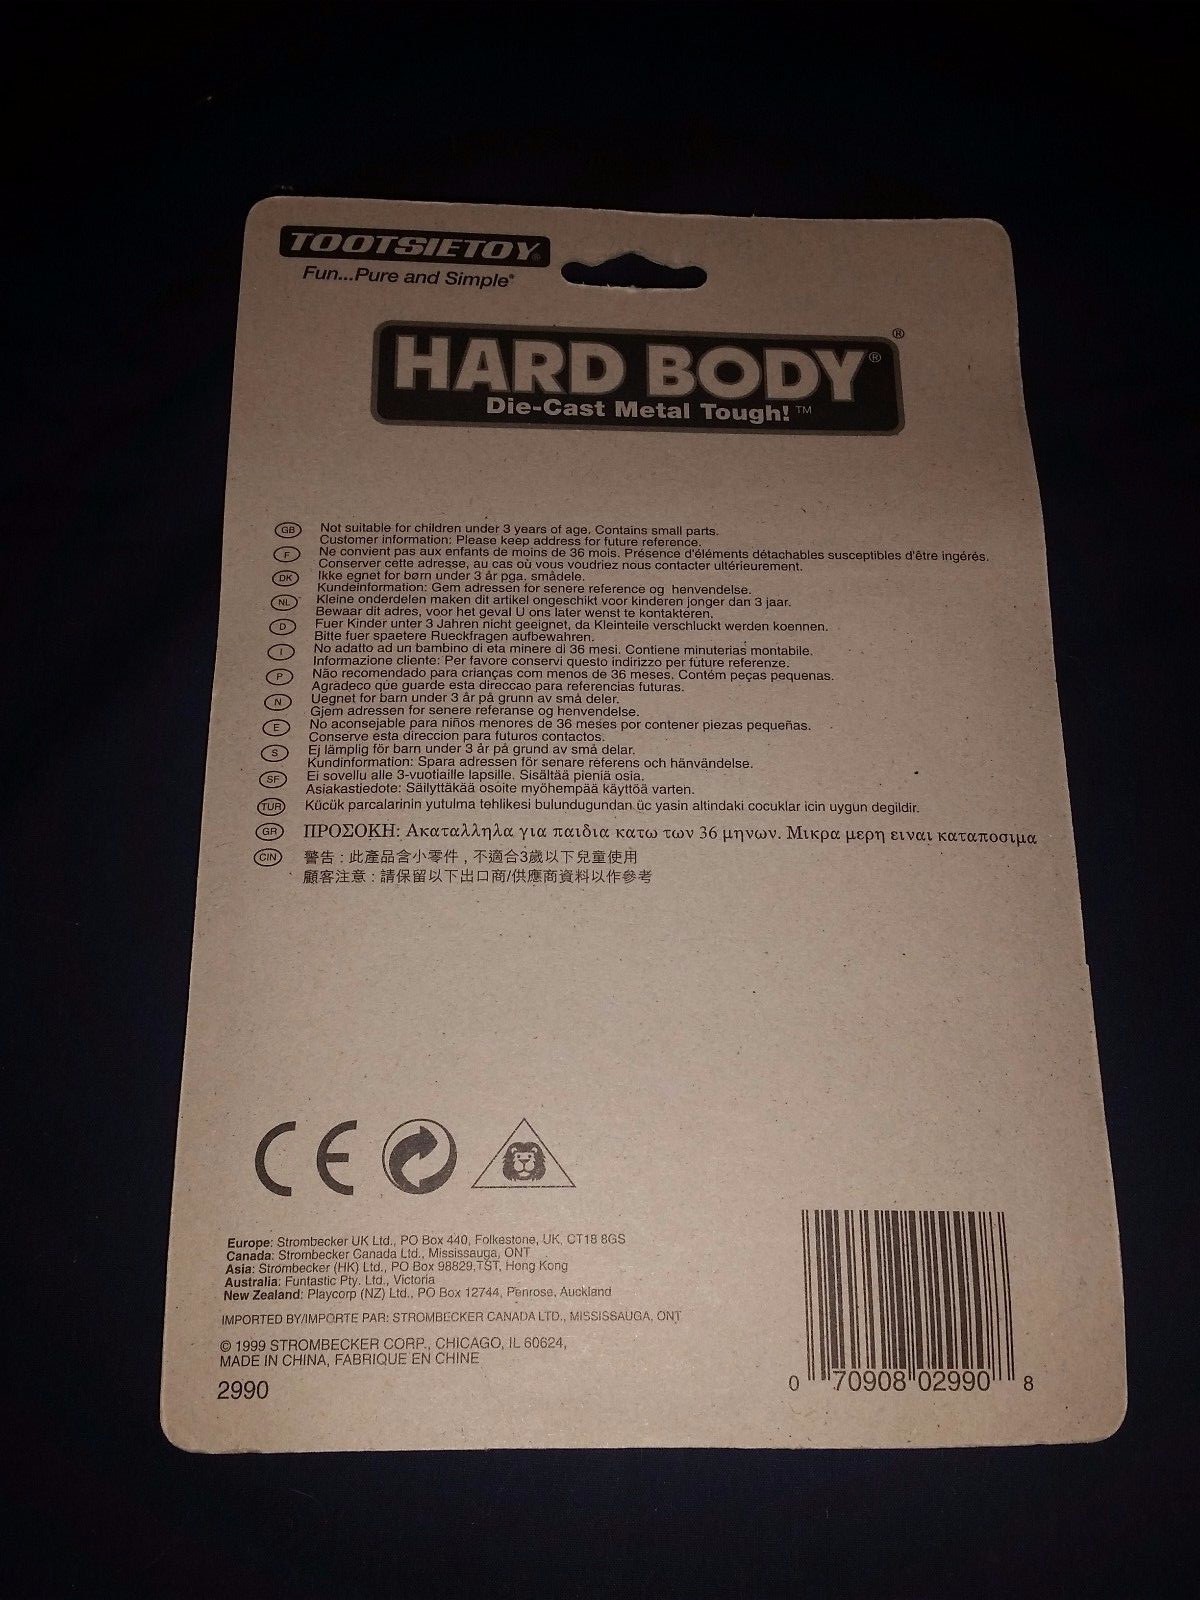 TOOTSIETOY®
Fun...Pure and Simple®
HARD BODY® ®
Die-Cast Metal Tough!™
GB Not suitable for children under 3 years of age. Contains small parts.
Customer information: Please keep address for future reference.
F Ne convient pas aux enfants de moins de 36 mois. Présence d'éléments détachables susceptibles d'être ingérés.
Conserver cette adresse, au cas où vous voudriez nous contacter ultérieurement.
DK Ikke egnet for børn under 3 år pga. smådele.
Kundeinformation: Gem adressen for senere reference og henvendelse.
NL Kleine onderdelen maken dit artikel ongeschikt voor kinderen jonger dan 3 jaar.
Bewaar dit adres, voor het geval U ons later wenst te kontakteren.
D Fuer Kinder unter 3 Jahren nicht geeignet, da Kleinteile verschluckt werden koennen.
Bitte fuer spaetere Rueckfragen aufbewahren.
I No adatto ad un bambino di eta minere di 36 mesi. Contiene minuterias montabile.
Informazione cliente: Per favore conservi questo indirizzo per future referenze.
P Não recomendado para crianças com menos de 36 meses. Contém peças pequenas.
Agradeco que guarde esta direccao para referencias futuras.
N Uegnet for barn under 3 år på grunn av små deler.
Gjem adressen for senere referanse og henvendelse.
E No aconsejable para niños menores de 36 meses por contener piezas pequeñas.
Conserve esta direccion para futuros contactos.
S Ej lämplig för barn under 3 år på grund av små delar.
Kundinformation: Spara adressen för senare referens och hänvändelse.
SF Ei sovellu alle 3-vuotiaille lapsille. Sisältää pieniä osia.
Asiakastiedote: Säilyttäkää osoite myöhempää käyttöä varten.
TUR Kücük parcalarinin yutulma tehlikesi bulundugundan üc yasin altindaki cocuklar icin uygun degildir.
GR ΠΡΟΣΟΚΗ: Ακαταλληλα για παιδια κατω των 36 μηνων. Μικρα μερη ειναι καταποσιμα
CIN 警告 : 此產品含小零件 , 不適合3歲以下兒童使用
顧客注意 : 請保留以下出口商/供應商資料以作參考
CE
Europe: Strombecker UK Ltd., PO Box 440, Folkestone, UK, CT18 8GS
Canada: Strombecker Canada Ltd., Mississauga, ONT
Asia: Strombecker (HK) Ltd., PO Box 98829,TST, Hong Kong
Australia: Funtastic Pty. Ltd., Victoria
New Zealand: Playcorp (NZ) Ltd., PO Box 12744, Penrose, Auckland
IMPORTED BY/IMPORTE PAR: STROMBECKER CANADA LTD., MISSISSAUGA, ONT
© 1999 STROMBECKER CORP., CHICAGO, IL 60624,
MADE IN CHINA, FABRIQUE EN CHINE
2990
0 70908 02990 8